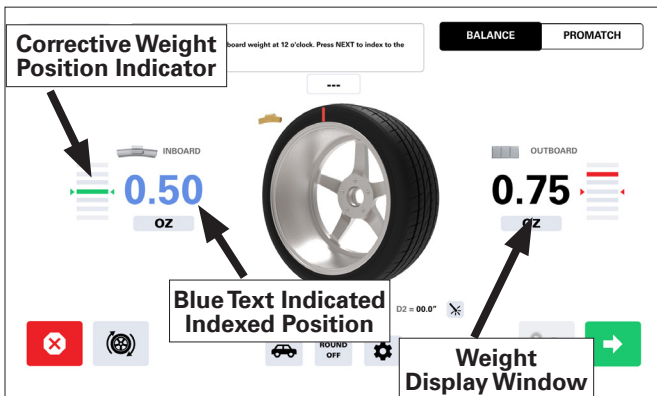 Corrective Weight
Position Indicator
board weight at 12 o'clock. Press NEXT to index to the
BALANCE
PROMATCH
---
INBOARD
OUTBOARD
0.50
0.75
OZ
OZ
Blue Text Indicated
Indexed Position
D2 = 00.0"
ROUND
OFF
Weight
Display Window